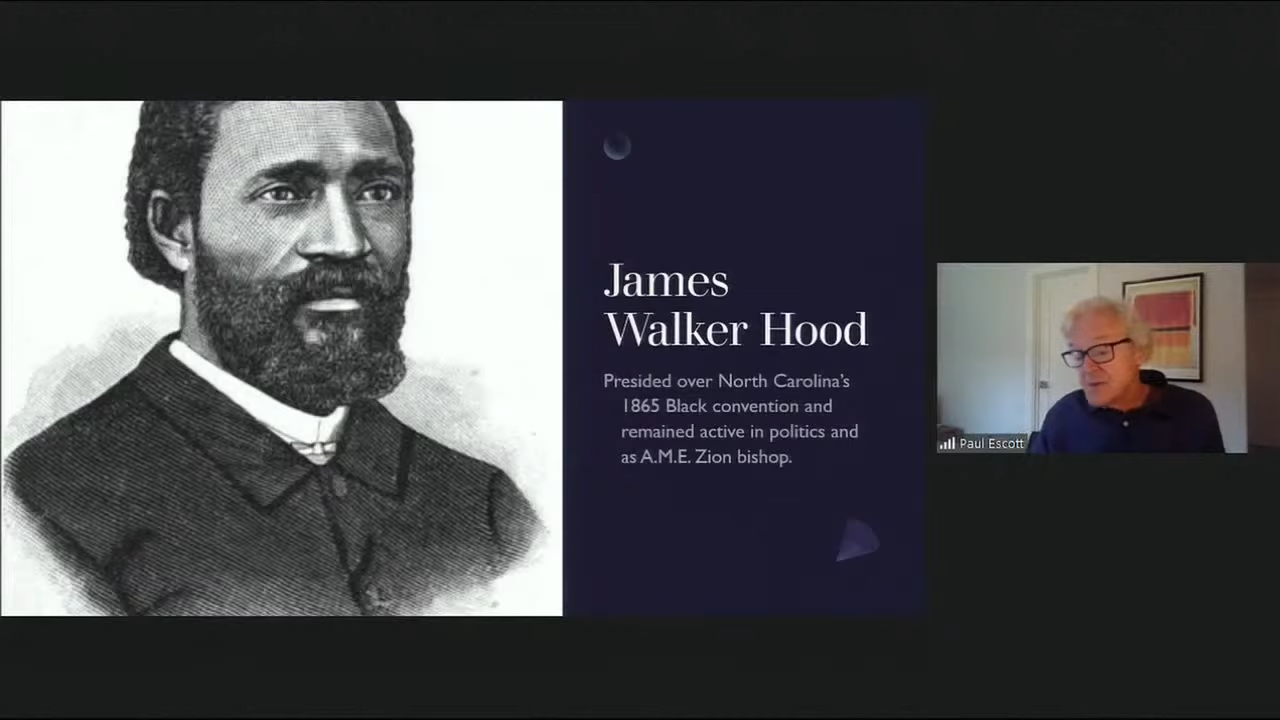 James
Walker Hood
Presided over North Carolina's
1865 Black convention and
remained active in politics and
as A.M.E. Zion bishop.
Paul Escott